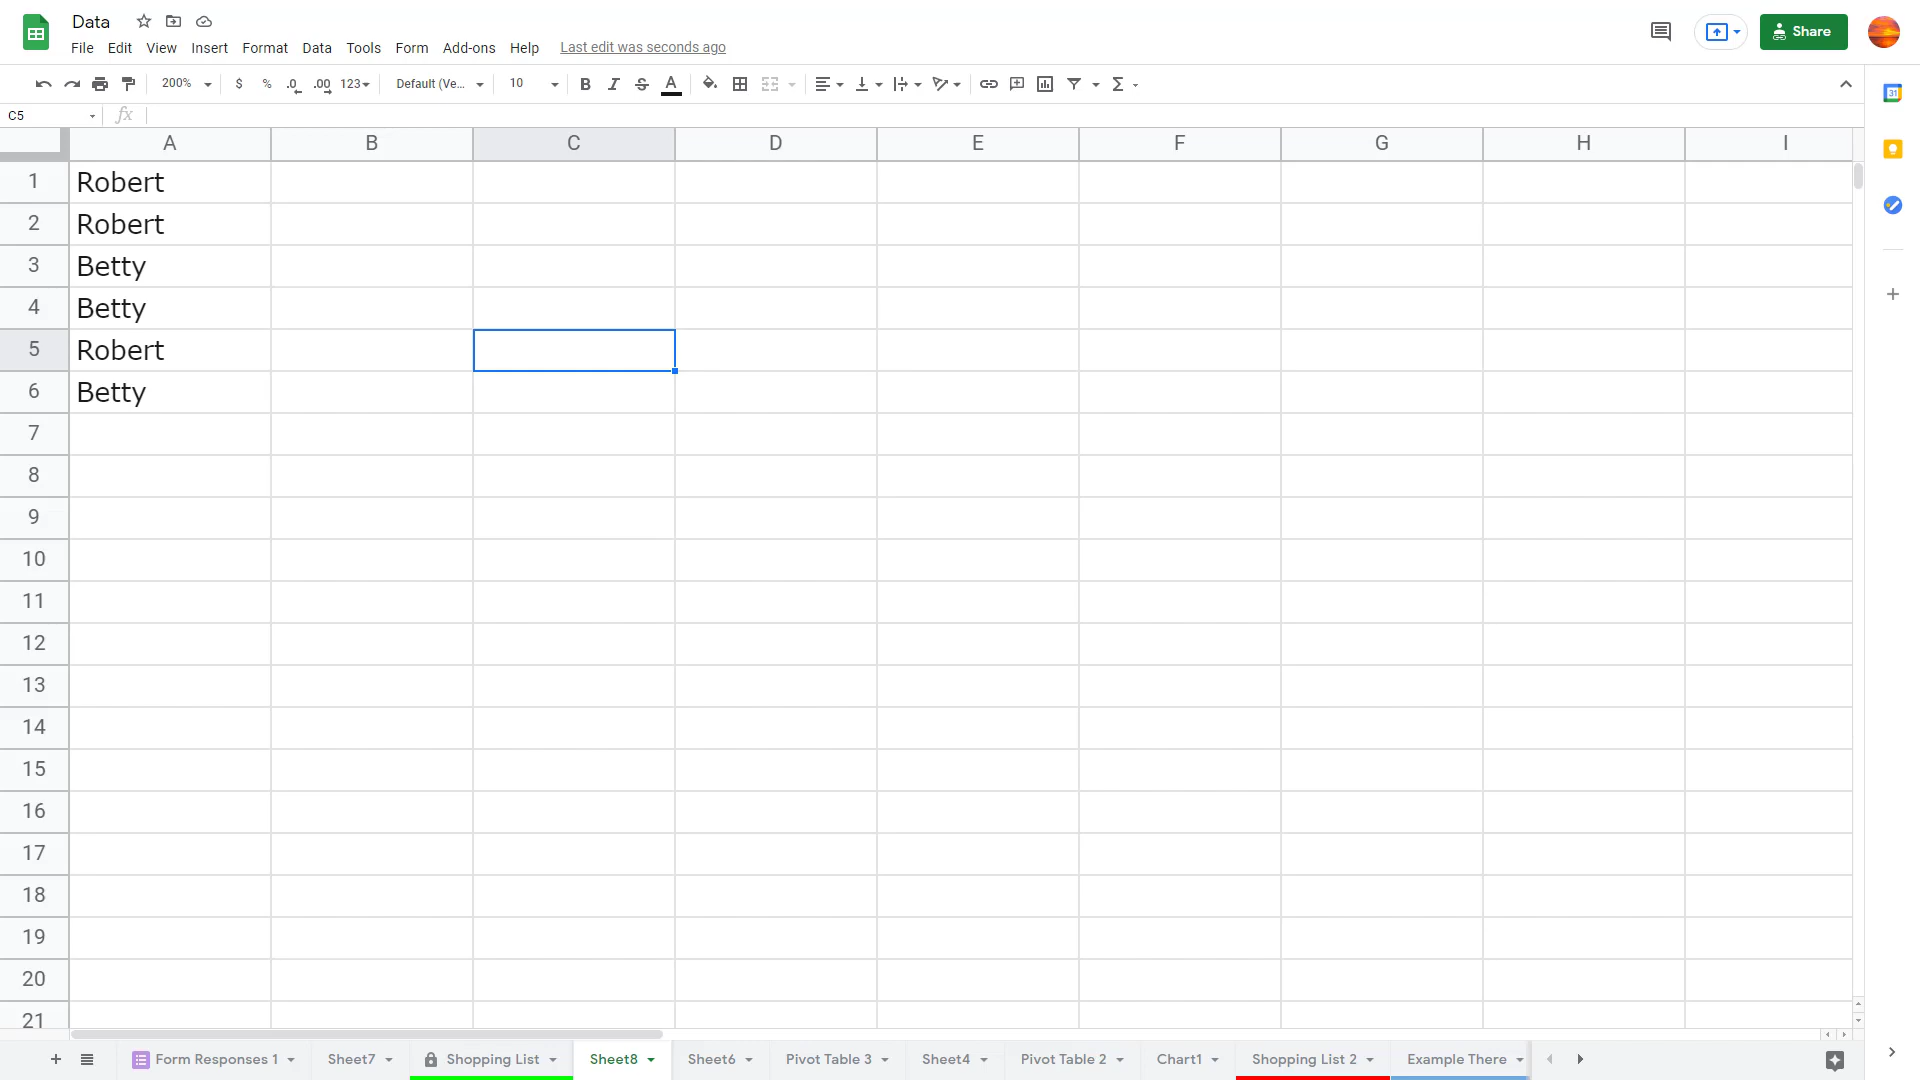 Data
File Edit View Insert Format Data Tools Form Add-ons Help Last edit was seconds ago
Share
200% $ % .0 .00 123 Default (Ve... 10 B I S A Σ
31
C5 fx
A B C D E F G H I
1 Robert
2 Robert
3 Betty
4 Betty
5 Robert
6 Betty
7
8
9
10
11
12
13
14
15
16
17
18
19
20
21
Form Responses 1 Sheet7 Shopping List Sheet8 Sheet6 Pivot Table 3 Sheet4 Pivot Table 2 Chart1 Shopping List 2 Example There